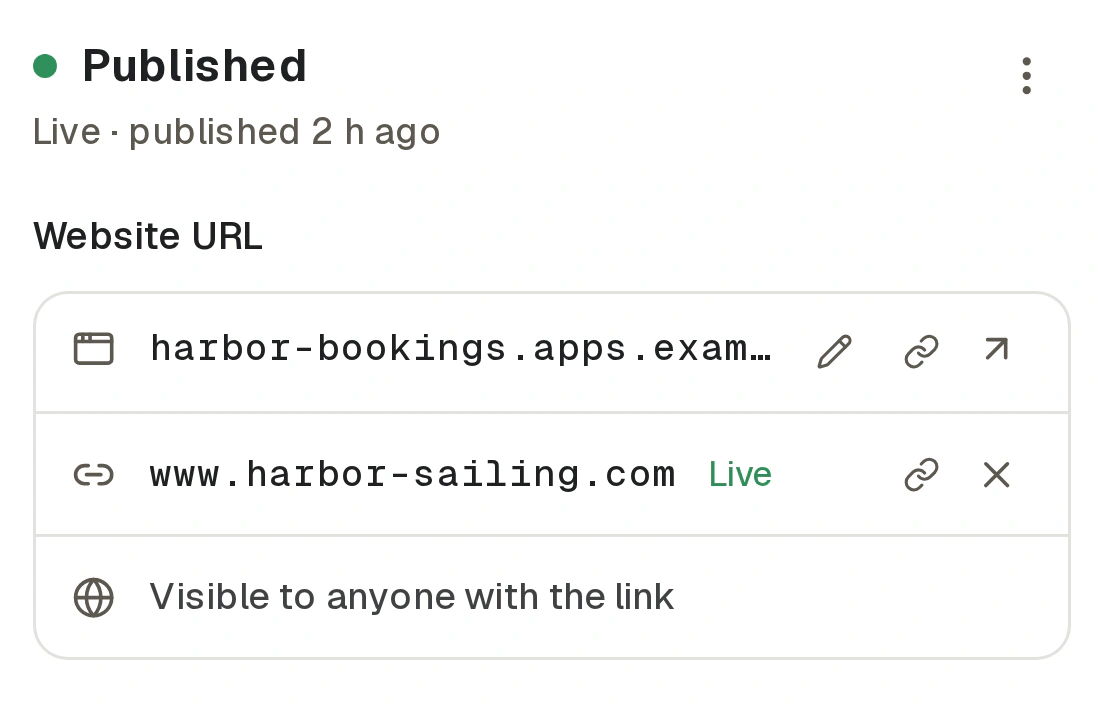 Published
Live · published 2 h ago
Website URL
harbor-bookings.apps.exam…
www.harbor-sailing.com Live
Visible to anyone with the link